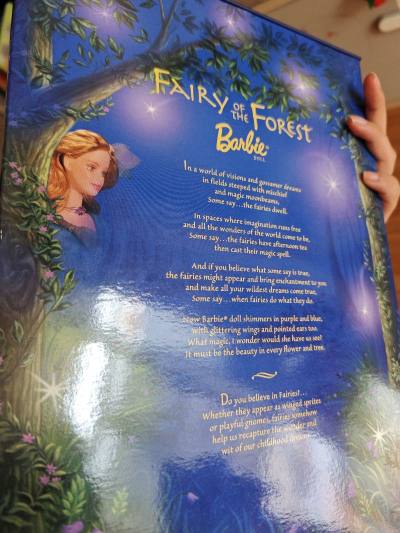 FAIRY OF THE FOREST
Barbie®
DOLL
In a world of visions and gossamer dreams
in fields steeped with mischief
and magic moonbeams,
Some say...the fairies dwell.
In spaces where imagination runs free
and all the wonders of the world come to be,
Some say...the fairies have afternoon tea
then cast their magic spell.
And if you believe what some say is true,
the fairies might appear and bring enchantment to you
and make all your wildest dreams come true,
Some say...when fairies do what they do.
Now Barbie® doll shimmers in purple and blue,
with glittering wings and pointed ears too.
What magic, I wonder would she have us see?
It must be the beauty in every flower and tree.
Do you believe in Fairies?...
Whether they appear as winged sprites
or playful gnomes, fairies somehow
help us recapture the wonder and
wit of our childhood